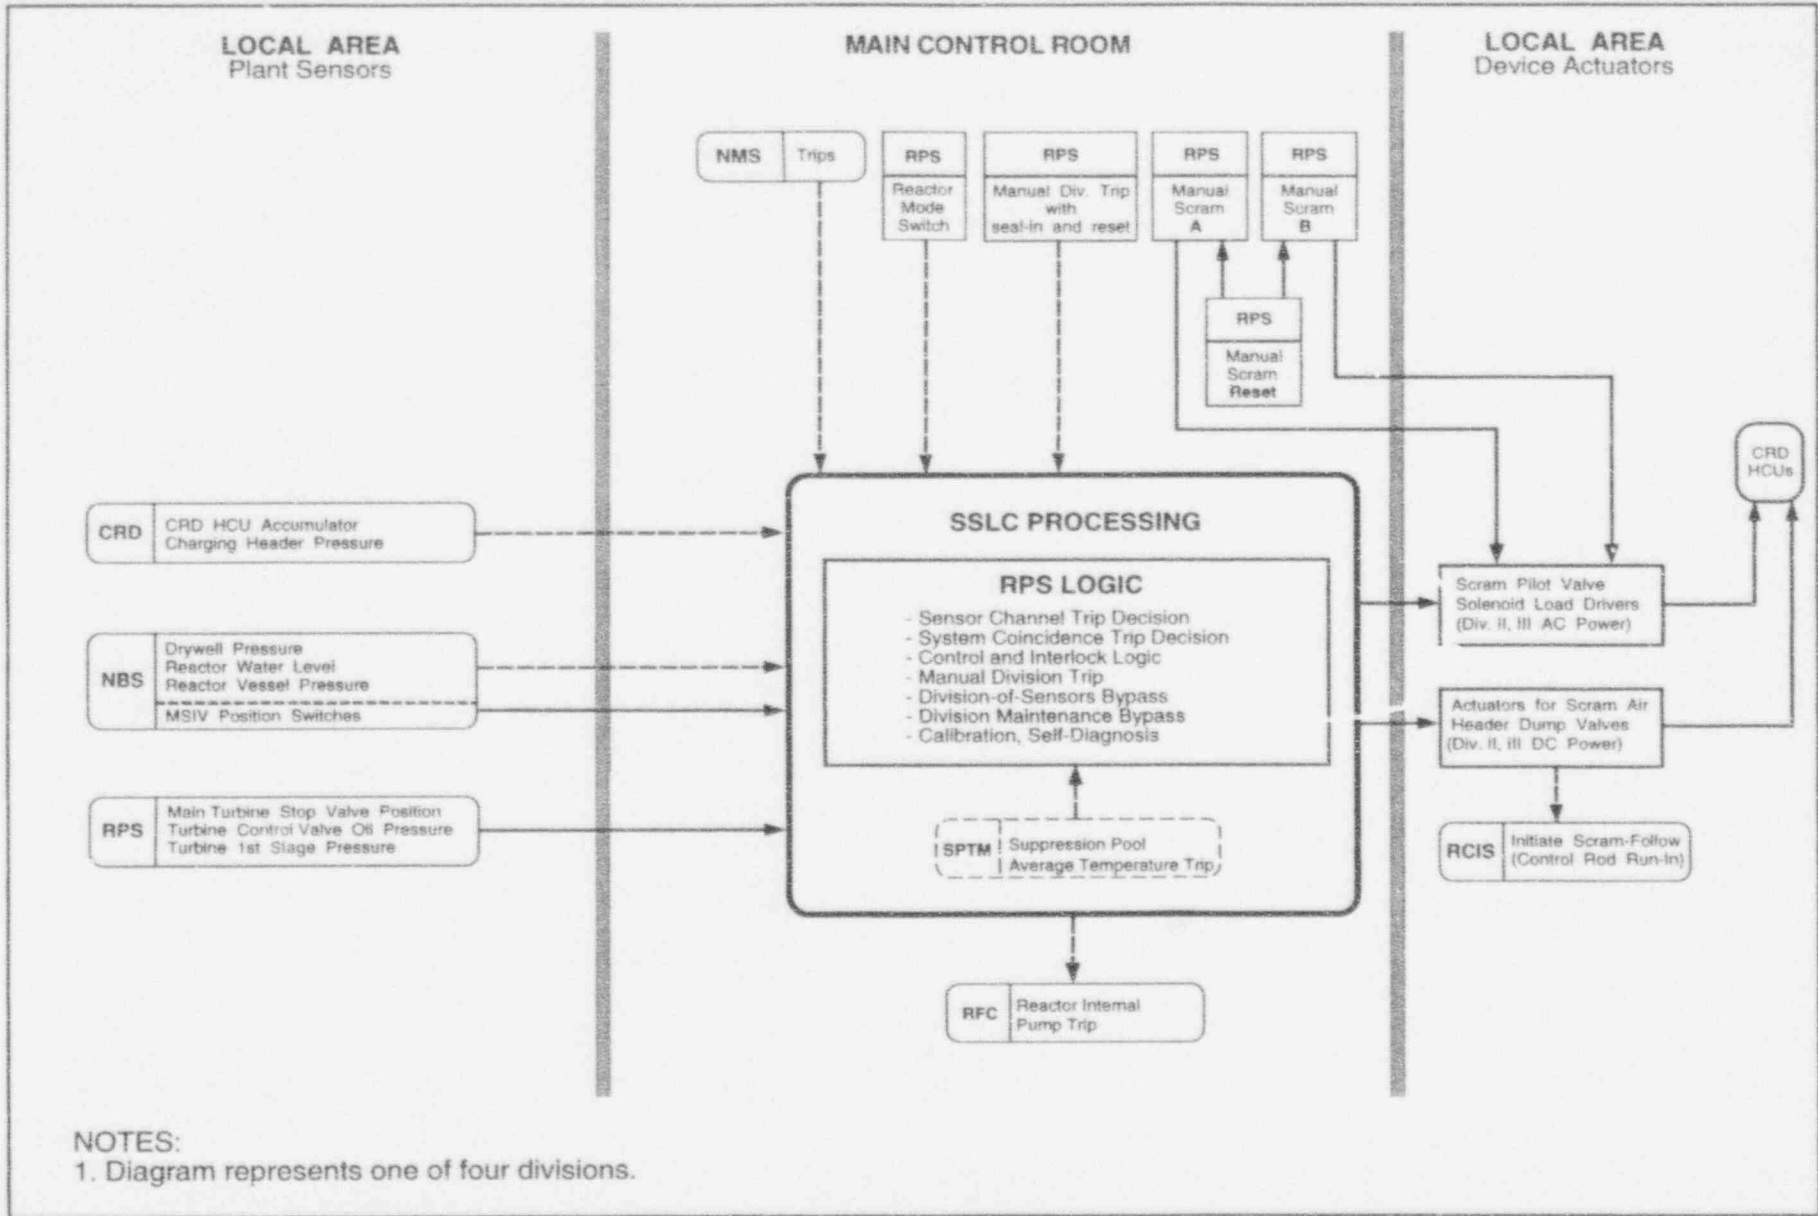 LOCAL AREA
Plant Sensors
MAIN CONTROL ROOM
LOCAL AREA
Device Actuators
NMS Trips
RPS
Reactor
Mode
Switch
RPS
Manual Div. Trip
with
seal-in and reset
RPS
Manual
Scram
A
RPS
Manual
Scram
B
RPS
Manual
Scram
Reset
CRD
HCUs
CRD
CRD HCU Accumulator
Charging Header Pressure
NBS
Drywell Pressure
Reactor Water Level
Reactor Vessel Pressure
MSIV Position Switches
RPS
Main Turbine Stop Valve Position
Turbine Control Valve Oil Pressure
Turbine 1st Stage Pressure
SSLC PROCESSING
RPS LOGIC
- Sensor Channel Trip Decision
- System Coincidence Trip Decision
- Control and Interlock Logic
- Manual Division Trip
- Division-of-Sensors Bypass
- Division Maintenance Bypass
- Calibration, Self-Diagnosis
SPTM
Suppression Pool
Average Temperature Trip
Scram Pilot Valve
Solenoid Load Drivers
(Div. II, III AC Power)
Actuators for Scram Air
Header Dump Valves
(Div. II, III DC Power)
RCIS
Initiate Scram-Follow
(Control Rod Run-In)
RFC
Reactor Internal
Pump Trip
NOTES:
1. Diagram represents one of four divisions.